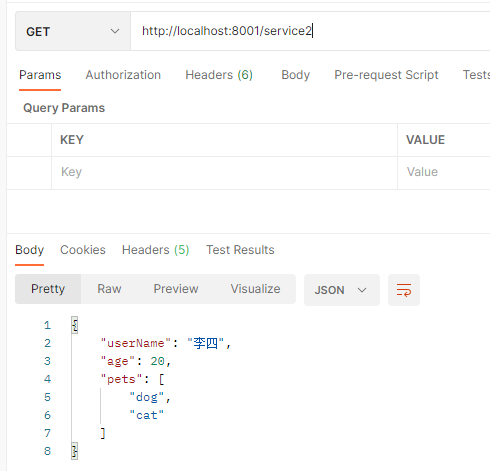 GET http://localhost:8001/service2
Params Authorization Headers (6) Body Pre-request Script Tests
Query Params
KEY VALUE
Key Value
Body Cookies Headers (5) Test Results
Pretty Raw Preview Visualize JSON
1 {
2 "userName": "李四",
3 "age": 20,
4 "pets": [
5 "dog",
6 "cat"
7 ]
8 }